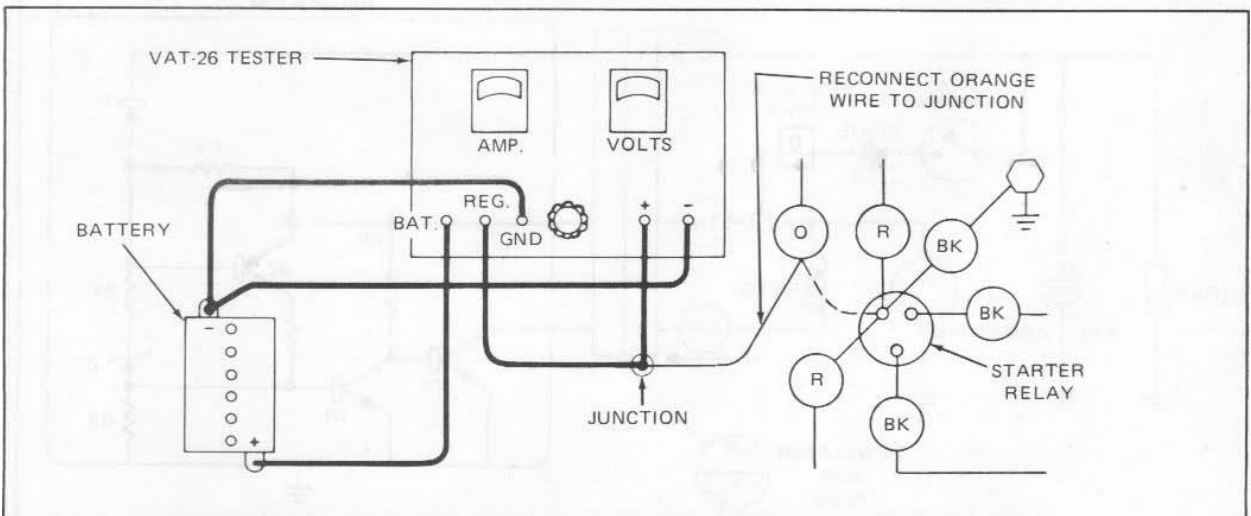 VAT-26 TESTER
RECONNECT ORANGE
WIRE TO JUNCTION
AMP.
VOLTS
REG.
BAT.
GND
+
-
BATTERY
O
R
BK
-
BK
STARTER
RELAY
R
JUNCTION
BK
+